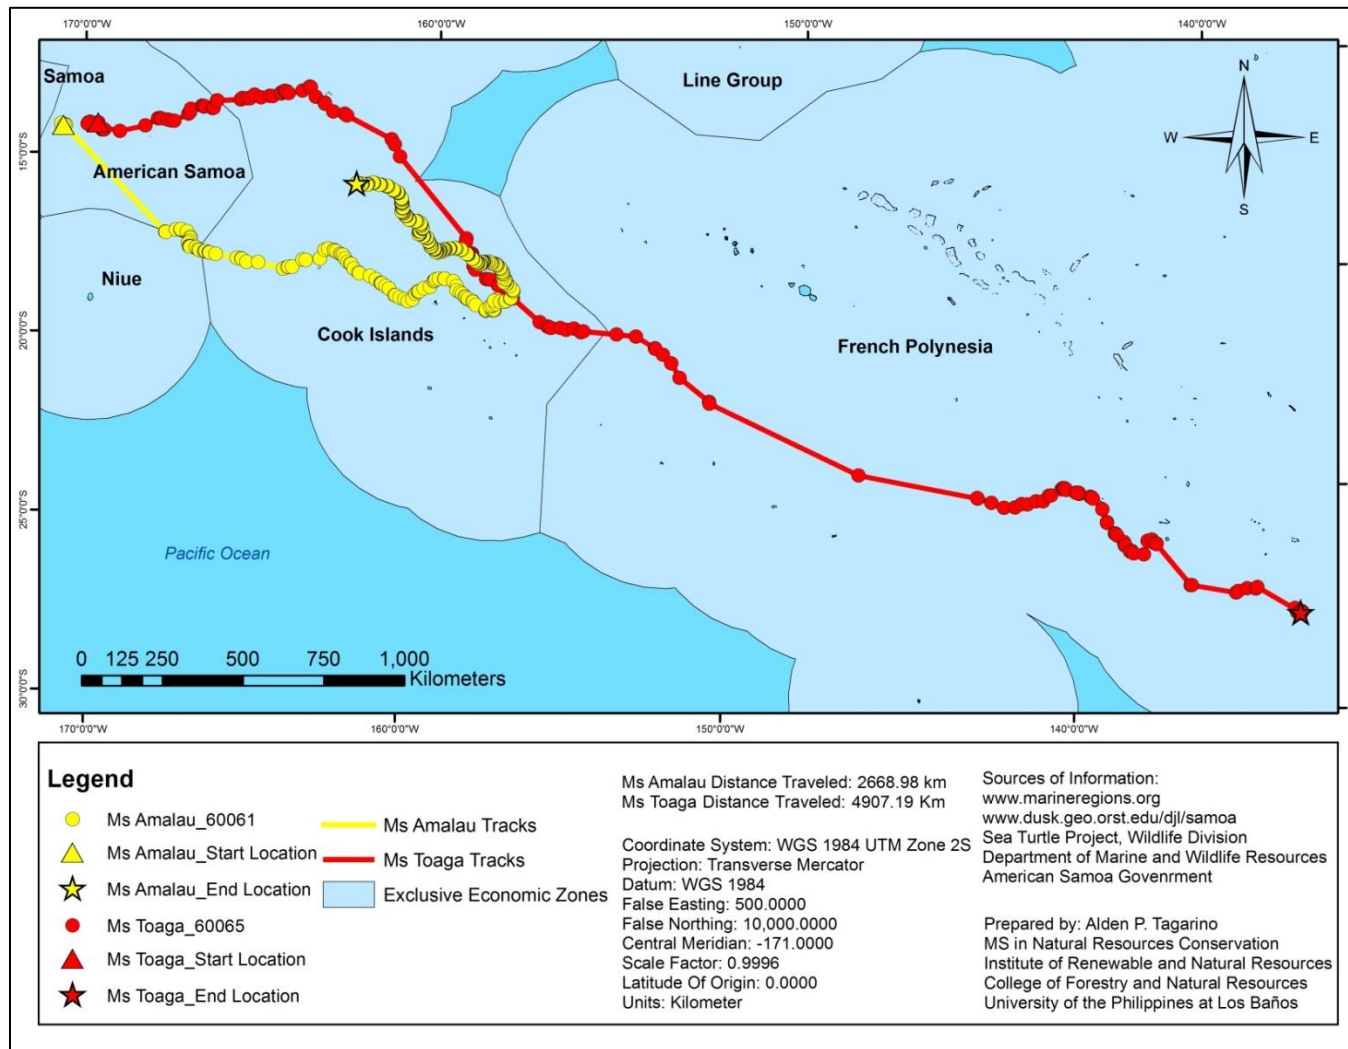 170°0'0"W 160°0'0"W 150°0'0"W 140°0'0"W
Samoa
Line Group
N
W E
S
15°0'0"S
American Samoa
Niue
20°0'0"S
Cook Islands
French Polynesia
25°0'0"S
Pacific Ocean
0 125 250 500 750 1,000
Kilometers
30°0'0"S
170°0'0"W 160°0'0"W 150°0'0"W 140°0'0"W
Legend
Ms Amalau_60061
Ms Amalau_Start Location
Ms Amalau_End Location
Ms Toaga_60065
Ms Toaga_Start Location
Ms Toaga_End Location
Ms Amalau Tracks
Ms Toaga Tracks
Exclusive Economic Zones
Ms Amalau Distance Traveled: 2668.98 km
Ms Toaga Distance Traveled: 4907.19 Km
Coordinate System: WGS 1984 UTM Zone 2S
Projection: Transverse Mercator
Datum: WGS 1984
False Easting: 500.0000
False Northing: 10,000.0000
Central Meridian: -171.0000
Scale Factor: 0.9996
Latitude Of Origin: 0.0000
Units: Kilometer
Sources of Information:
www.marineregions.org
www.dusk.geo.orst.edu/djl/samoa
Sea Turtle Project, Wildlife Division
Department of Marine and Wildlife Resources
American Samoa Govenrment
Prepared by: Alden P. Tagarino
MS in Natural Resources Conservation
Institute of Renewable and Natural Resources
College of Forestry and Natural Resources
University of the Philippines at Los Baños